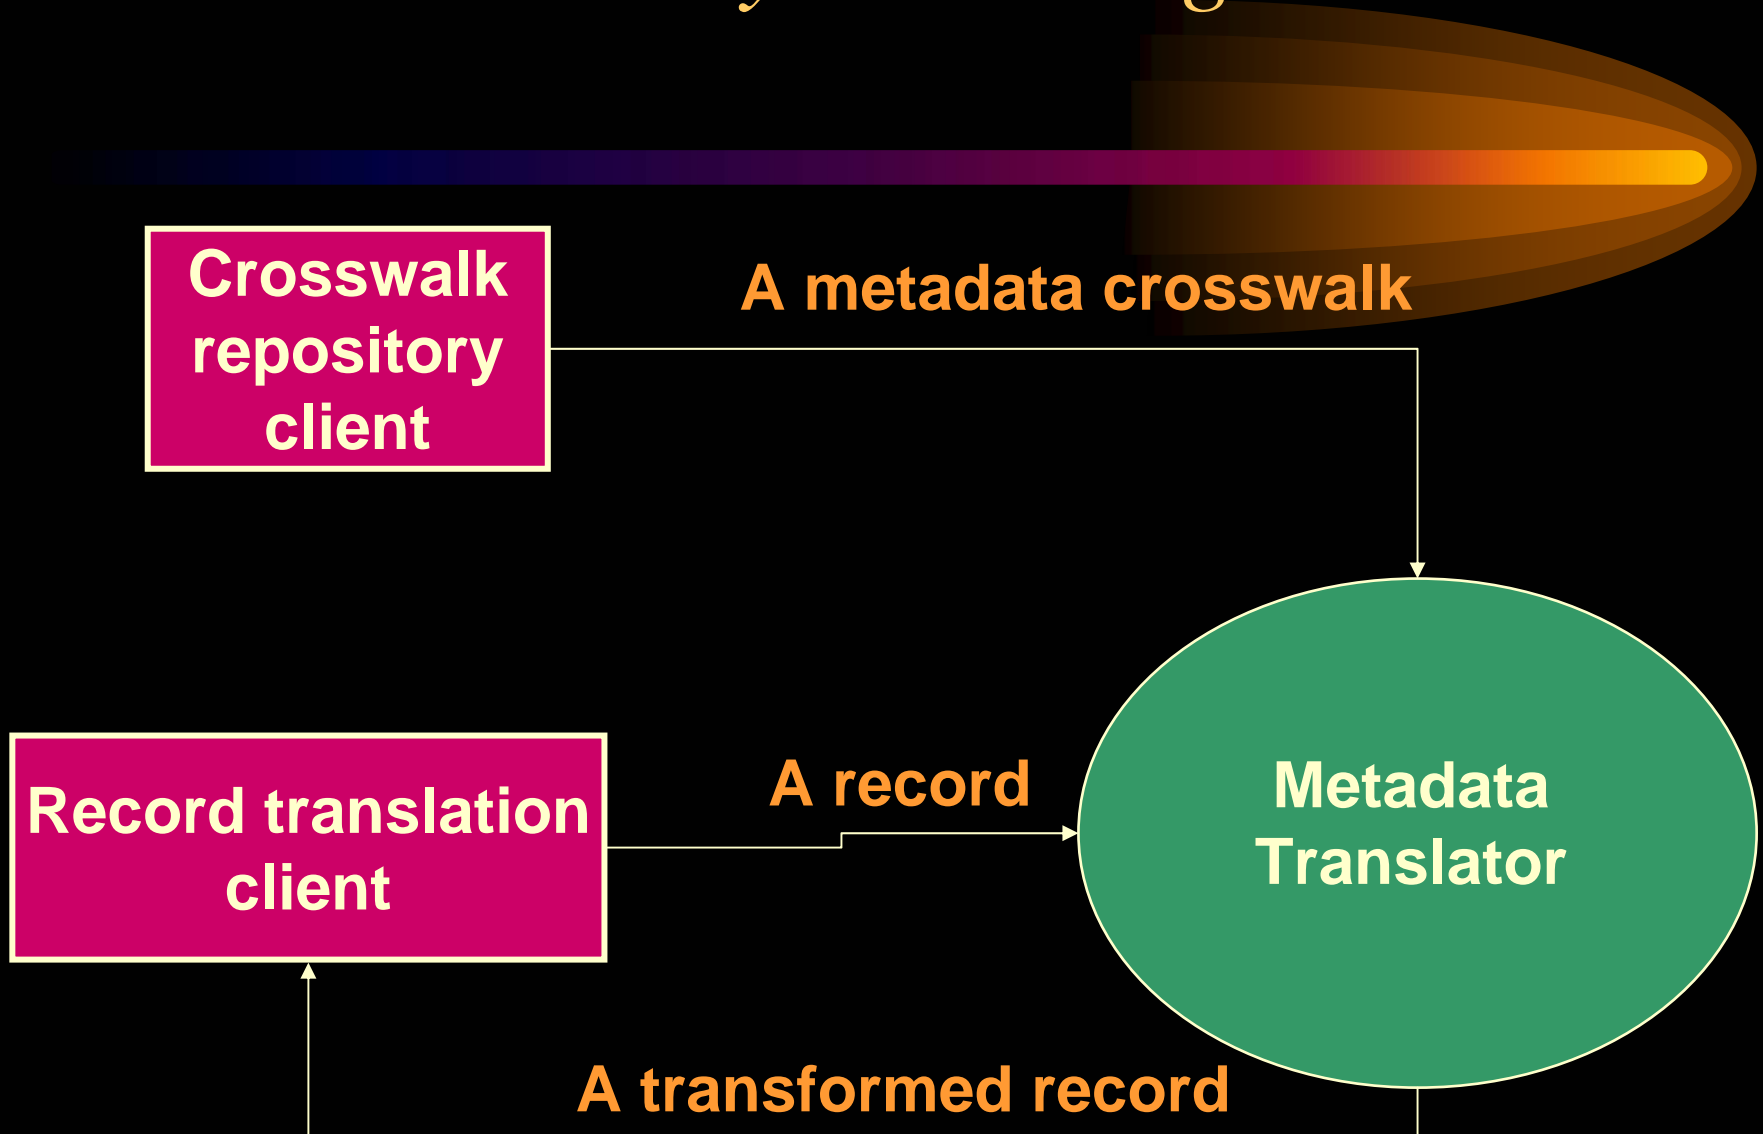 Crosswalk
repository
client
A metadata crosswalk
Record translation
client
A record
Metadata
Translator
A transformed record